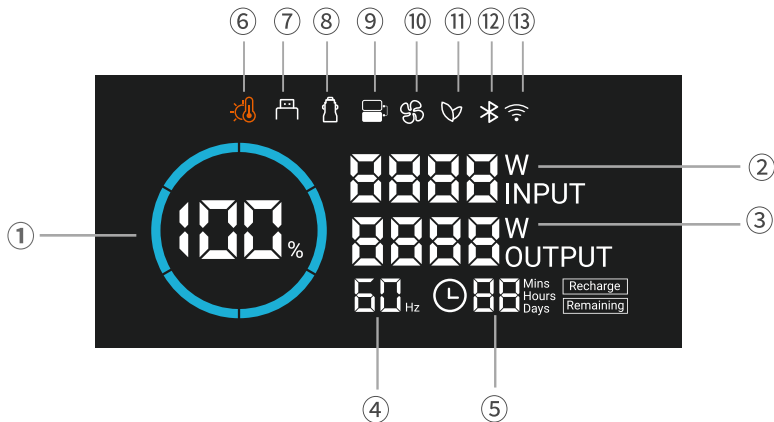 ⑥ ⑦ ⑧ ⑨ ⑩ ⑪ ⑫ ⑬
8888 W ②
INPUT
① 100 %
8888 W ③
OUTPUT
60 Hz 88 Mins
Hours
Days
Recharge
Remaining
④ ⑤